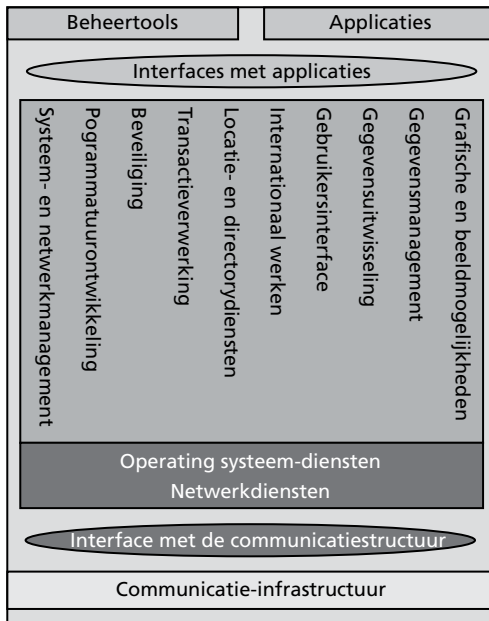 Beheertools
Applicaties
Interfaces met applicaties
Systeem- en netwerkmanagement
Pogrammatuurontwikkeling
Beveiliging
Transactieverwerking
Locatie- en directorydiensten
Internationaal werken
Gebruikersinterface
Gegevensuitwisseling
Gegevensmanagement
Grafische en beeldmogelijkheden
Operating systeem-diensten
Netwerkdiensten
Interface met de communicatiestructuur
Communicatie-infrastructuur